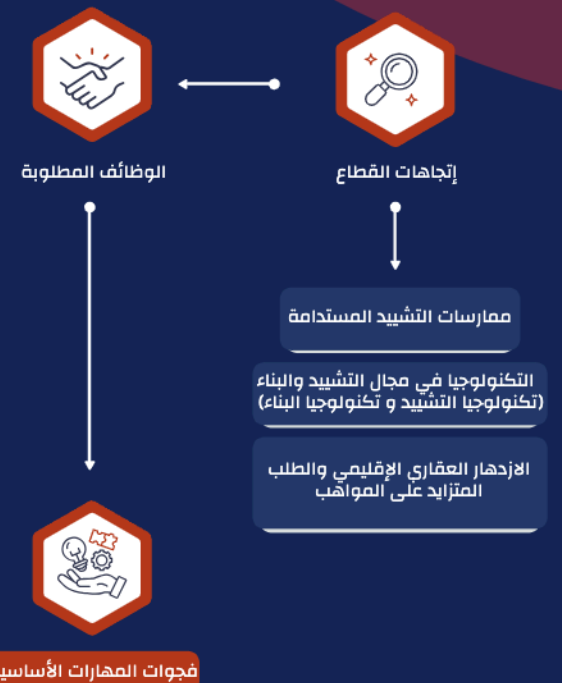 إتجاهات القطاع
الوظائف المطلوبة
ممارسات التشييد المستدامة
التكنولوجيا في مجال التشييد والبناء
(تكنولوجيا التشييد و تكنولوجيا البناء)
الازدهار العقاري الإقليمي والطلب
المتزايد على المواهب
فجوات المهارات